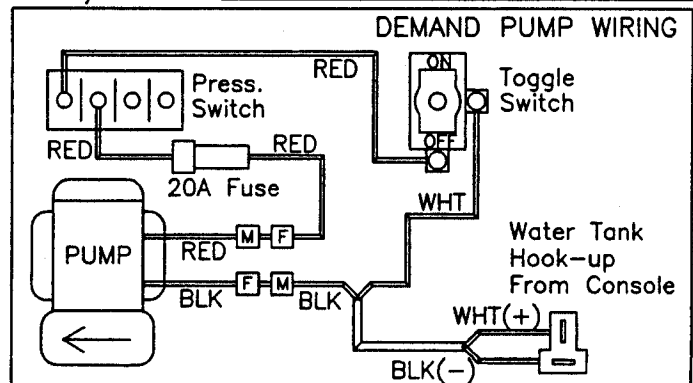 DEMAND PUMP WIRING
RED
ON
Press.
Switch
Toggle
Switch
OFF
RED
RED
20A Fuse
WHT
PUMP
RED
M
F
BLK
F
M
BLK
Water Tank
Hook-up
From Console
WHT(+)
BLK(-)